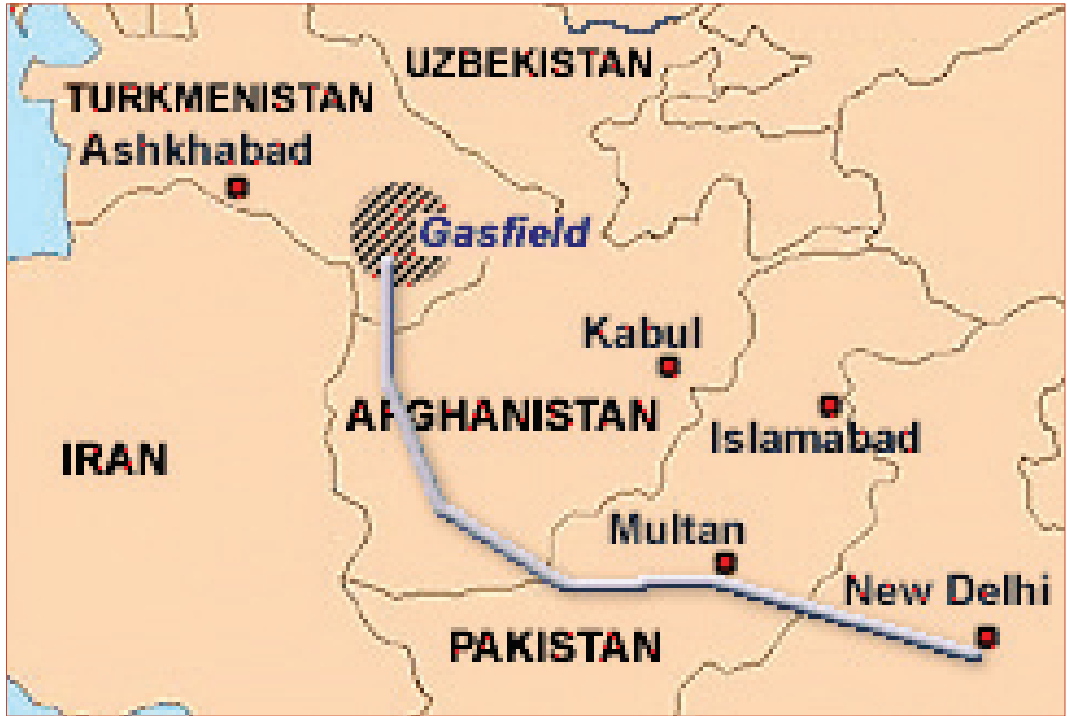 UZBEKISTAN
TURKMENISTAN
Ashkhabad
Gasfield
Kabul
AFGHANISTAN
Islamabad
IRAN
Multan
New Delhi
PAKISTAN